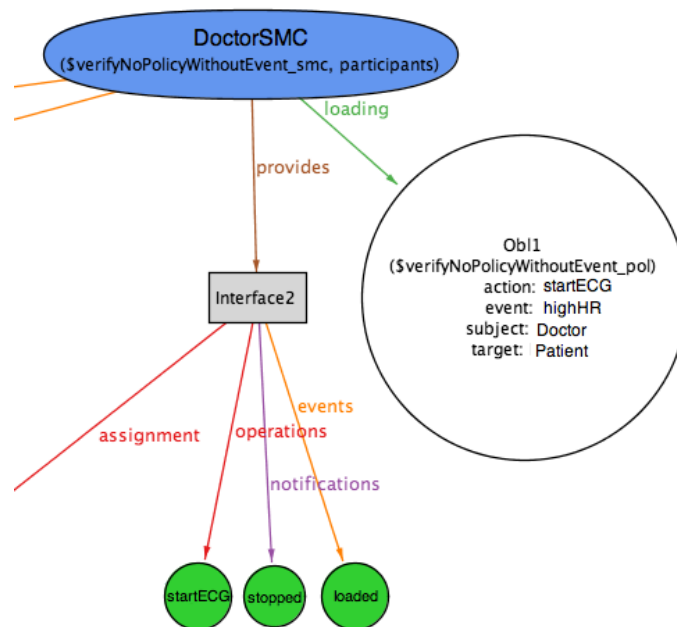 DoctorSMC
($verifyNoPolicyWithoutEvent_smc, participants)
loading
provides
Obl1
($verifyNoPolicyWithoutEvent_pol)
action: startECG
event: highHR
subject: Doctor
target: Patient
Interface2
events
assignment
operations
notifications
startECG
stopped
loaded